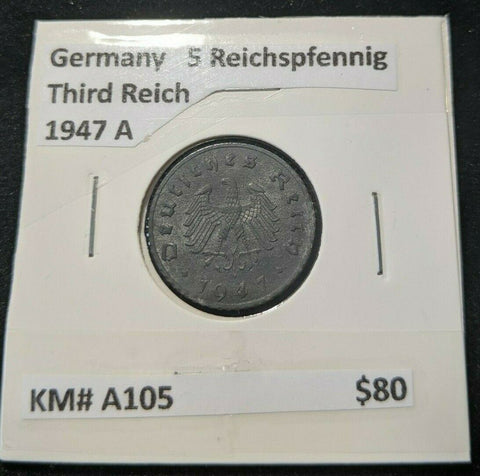 Germany 5 Reichspfennig
Third Reich
1947 A
Deutsches Reich
1947
KM# A105 $80